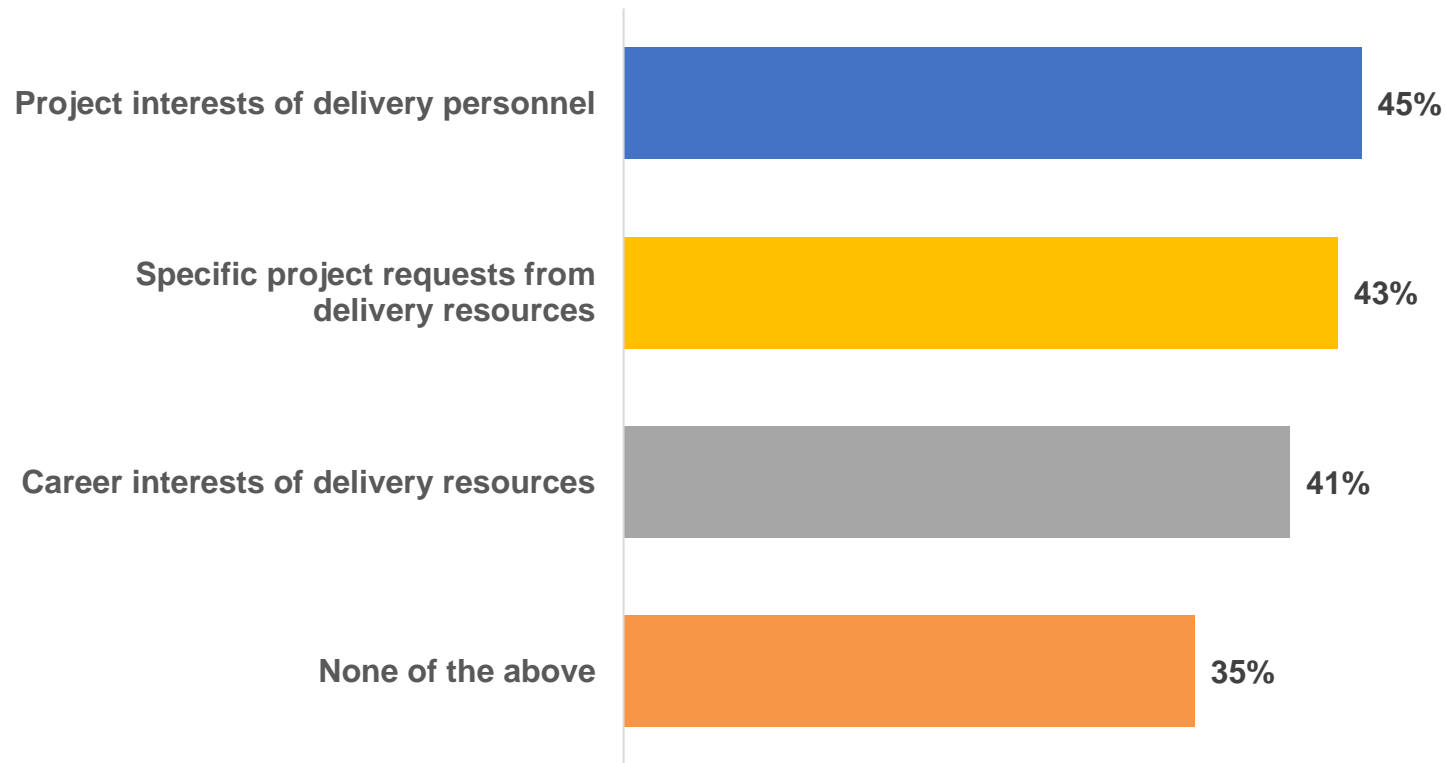 Project interests of delivery personnel
45%
Specific project requests from
delivery resources
43%
Career interests of delivery resources
41%
None of the above
35%